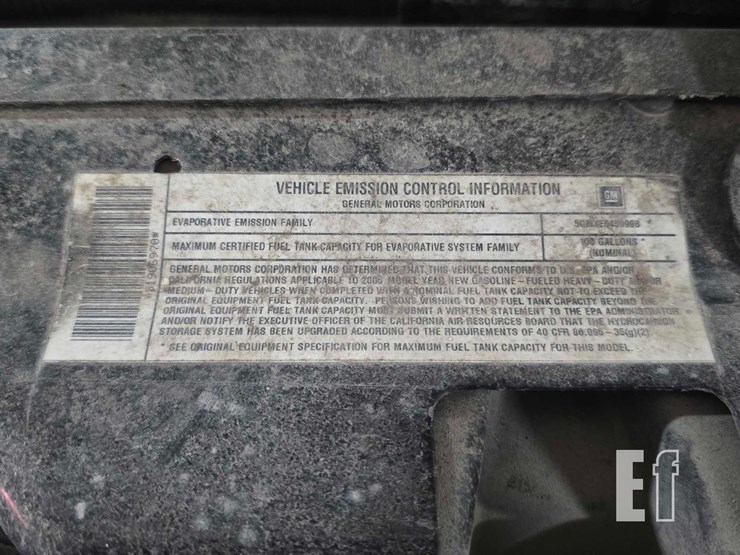 VEHICLE EMISSION CONTROL INFORMATION
GENERAL MOTORS CORPORATION
GM
EVAPORATIVE EMISSION FAMILY
MAXIMUM CERTIFIED FUEL TANK CAPACITY FOR EVAPORATIVE SYSTEM FAMILY
100 GALLONS
(NOMINAL)
GENERAL MOTORS CORPORATION HAS DETERMINED THAT THIS VEHICLE CONFORMS TO U.S. EPA AND/OR
CALIFORNIA REGULATIONS APPLICABLE TO 2005 MODEL YEAR NEW GASOLINE - FUELED HEAVY - DUTY AND/OR
MEDIUM - DUTY VEHICLES WHEN COMPLETED WITH A NOMINAL FUEL TANK CAPACITY NOT TO EXCEED THE
ORIGINAL EQUIPMENT FUEL TANK CAPACITY. PERSONS WISHING TO ADD FUEL TANK CAPACITY BEYOND THE
ORIGINAL EQUIPMENT FUEL TANK CAPACITY MUST SUBMIT A WRITTEN STATEMENT TO THE EPA ADMINISTRATOR
AND/OR NOTIFY THE EXECUTIVE OFFICER OF THE CALIFORNIA AIR RESOURCES BOARD THAT THE HYDROCARBON
STORAGE SYSTEM HAS BEEN UPGRADED ACCORDING TO THE REQUIREMENTS OF 40 CFR 86.095 - 35(g)(2).
SEE ORIGINAL EQUIPMENT SPECIFICATION FOR MAXIMUM FUEL TANK CAPACITY FOR THIS MODEL.
Ef